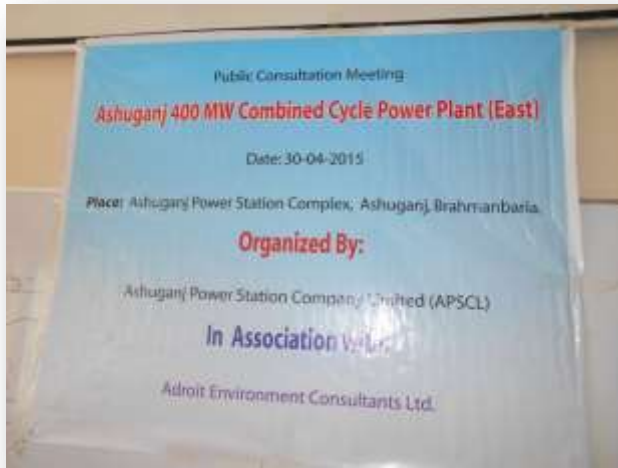 Public Consultation Meeting
Ashuganj 400 MW Combined Cycle Power Plant (East)
Date: 30-04-2015
Place: Ashuganj Power Station Complex, Ashuganj, Brahmanbaria.
Organized By:
Ashuganj Power Station Company Limited (APSCL)
In Association With:
Adroit Environment Consultants Ltd.